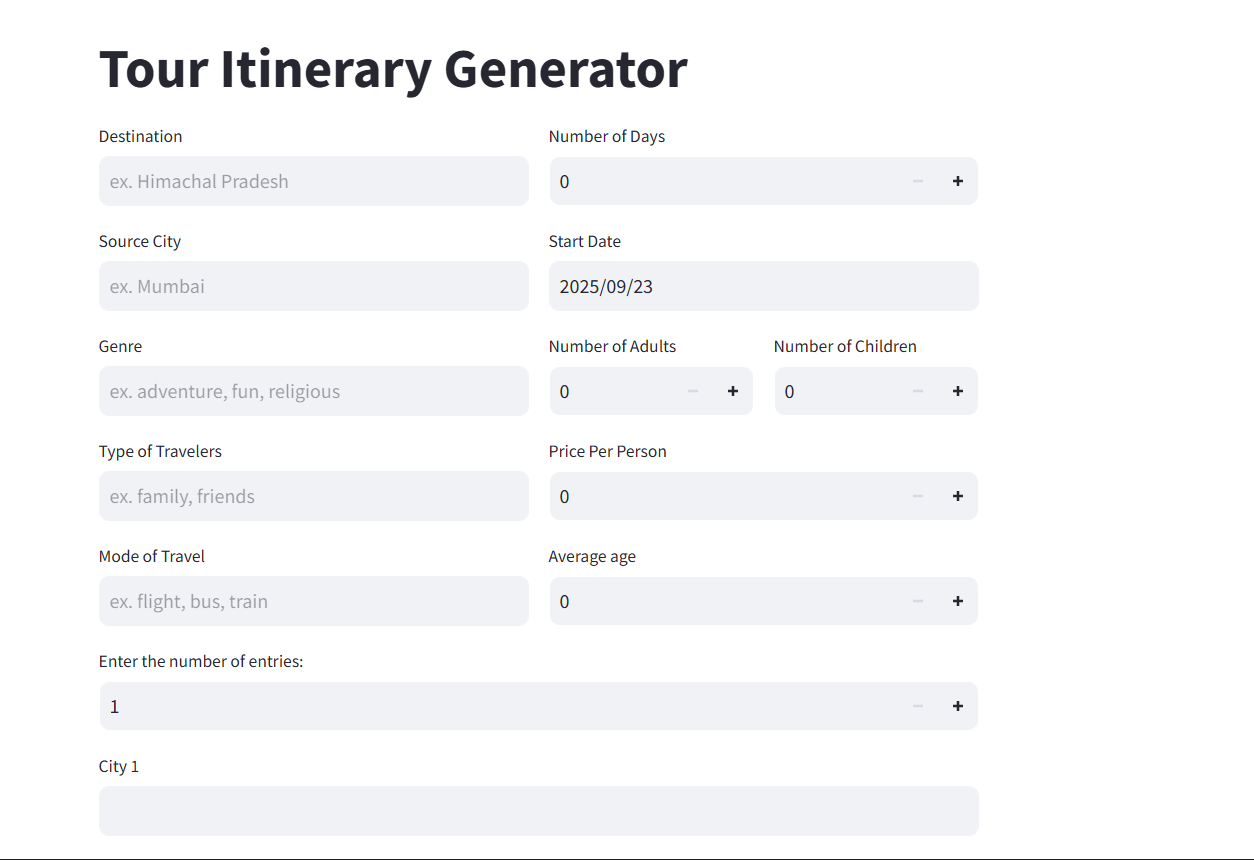 Tour Itinerary Generator
Destination
Number of Days
ex. Himachal Pradesh
0
Source City
Start Date
ex. Mumbai
2025/09/23
Genre
Number of Adults
Number of Children
ex. adventure, fun, religious
0
0
Type of Travelers
Price Per Person
ex. family, friends
0
Mode of Travel
Average age
ex. flight, bus, train
0
Enter the number of entries:
1
City 1